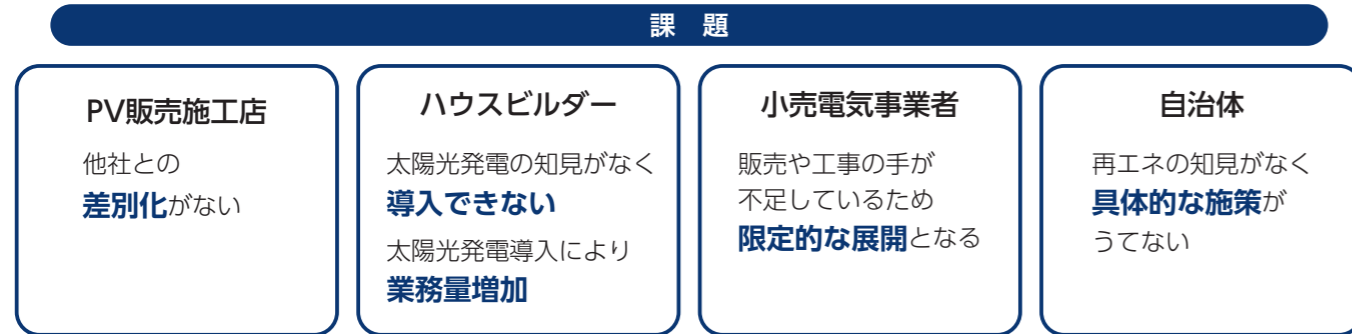 課 題
PV販売施工店
他社との
差別化がない
ハウスビルダー
太陽光発電の知見がなく
導入できない
太陽光発電導入により
業務量増加
小売電気事業者
販売や工事の手が
不足しているため
限定的な展開となる
自治体
再エネの知見がなく
具体的な施策が
うてない